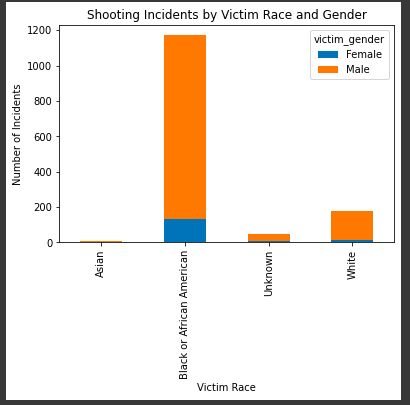 Shooting Incidents by Victim Race and Gender
victim_gender
Female
Male
Number of Incidents
1200
1000
800
600
400
200
0
Asian
Black or African American
Unknown
White
Victim Race